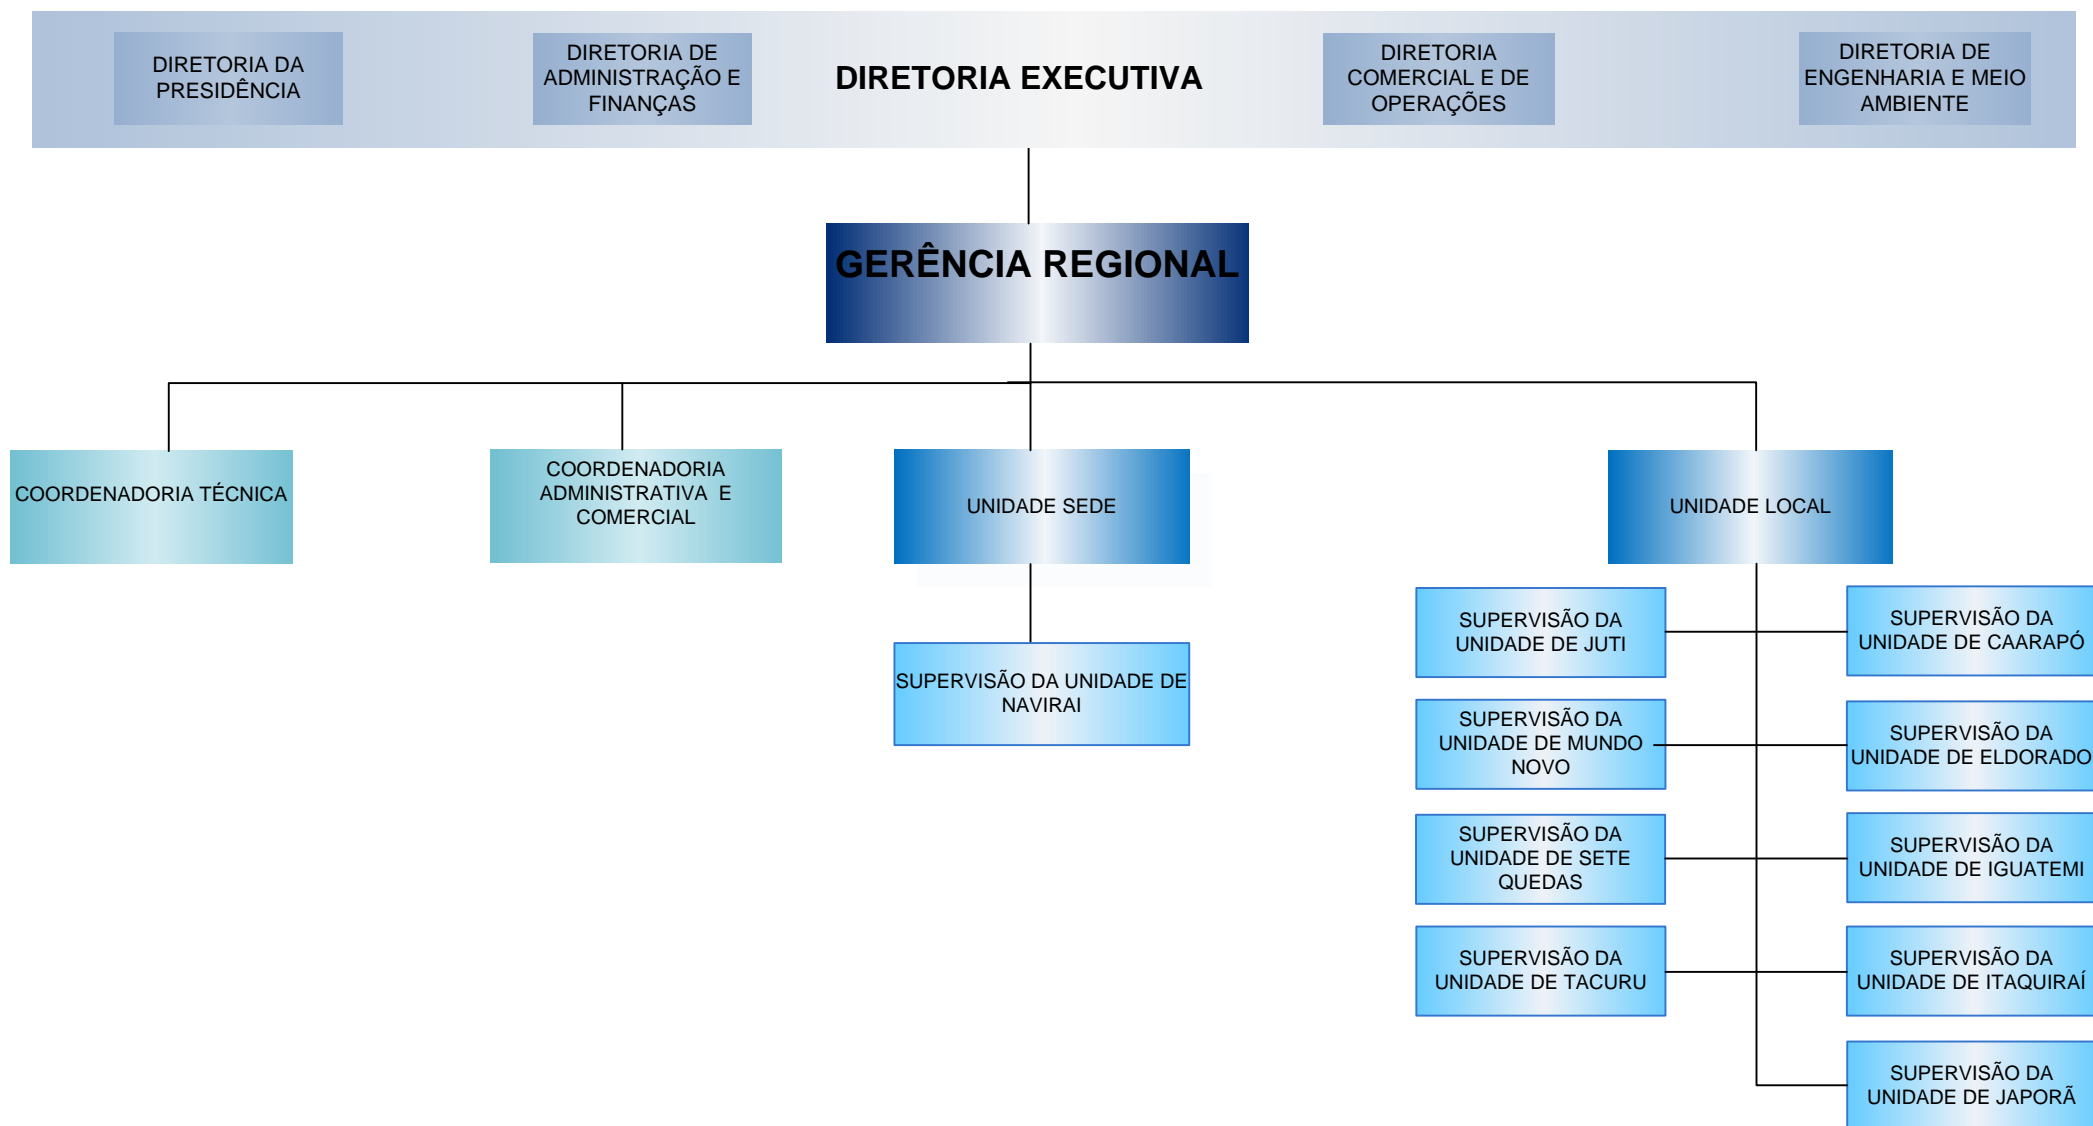 DIRETORIA DA
PRESIDÊNCIA
DIRETORIA DE
ADMINISTRAÇÃO E
FINANÇAS
DIRETORIA EXECUTIVA
DIRETORIA
COMERCIAL E DE
OPERAÇÕES
DIRETORIA DE
ENGENHARIA E MEIO
AMBIENTE
GERÊNCIA REGIONAL
COORDENADORIA TÉCNICA
COORDENADORIA
ADMINISTRATIVA E
COMERCIAL
UNIDADE SEDE
UNIDADE LOCAL
SUPERVISÃO DA UNIDADE DE
NAVIRAI
SUPERVISÃO DA
UNIDADE DE JUTI
SUPERVISÃO DA
UNIDADE DE CAARAPÓ
SUPERVISÃO DA
UNIDADE DE MUNDO
NOVO
SUPERVISÃO DA
UNIDADE DE ELDORADO
SUPERVISÃO DA
UNIDADE DE SETE
QUEDAS
SUPERVISÃO DA
UNIDADE DE IGUATEMI
SUPERVISÃO DA
UNIDADE DE TACURU
SUPERVISÃO DA
UNIDADE DE ITAQUIRAÍ
SUPERVISÃO DA
UNIDADE DE JAPORÃ